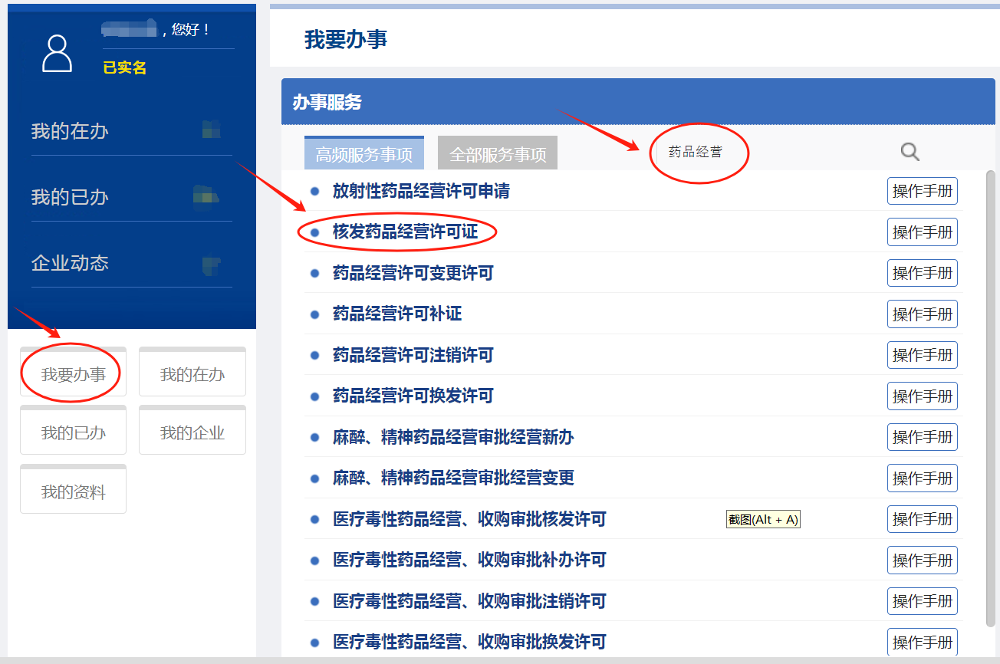 ，您好！
已实名
我的在办
我的已办
企业动态
我要办事
我的在办
我的已办
我的企业
我的资料
我要办事
办事服务
高频服务事项
全部服务事项
药品经营
放射性药品经营许可申请
操作手册
核发药品经营许可证
操作手册
药品经营许可变更许可
操作手册
药品经营许可补证
操作手册
药品经营许可注销许可
操作手册
药品经营许可换发许可
操作手册
麻醉、精神药品经营审批经营新办
操作手册
麻醉、精神药品经营审批经营变更
操作手册
医疗毒性药品经营、收购审批核发许可
截图(Alt + A)
操作手册
医疗毒性药品经营、收购审批补办许可
操作手册
医疗毒性药品经营、收购审批注销许可
操作手册
医疗毒性药品经营、收购审批换发许可
操作手册